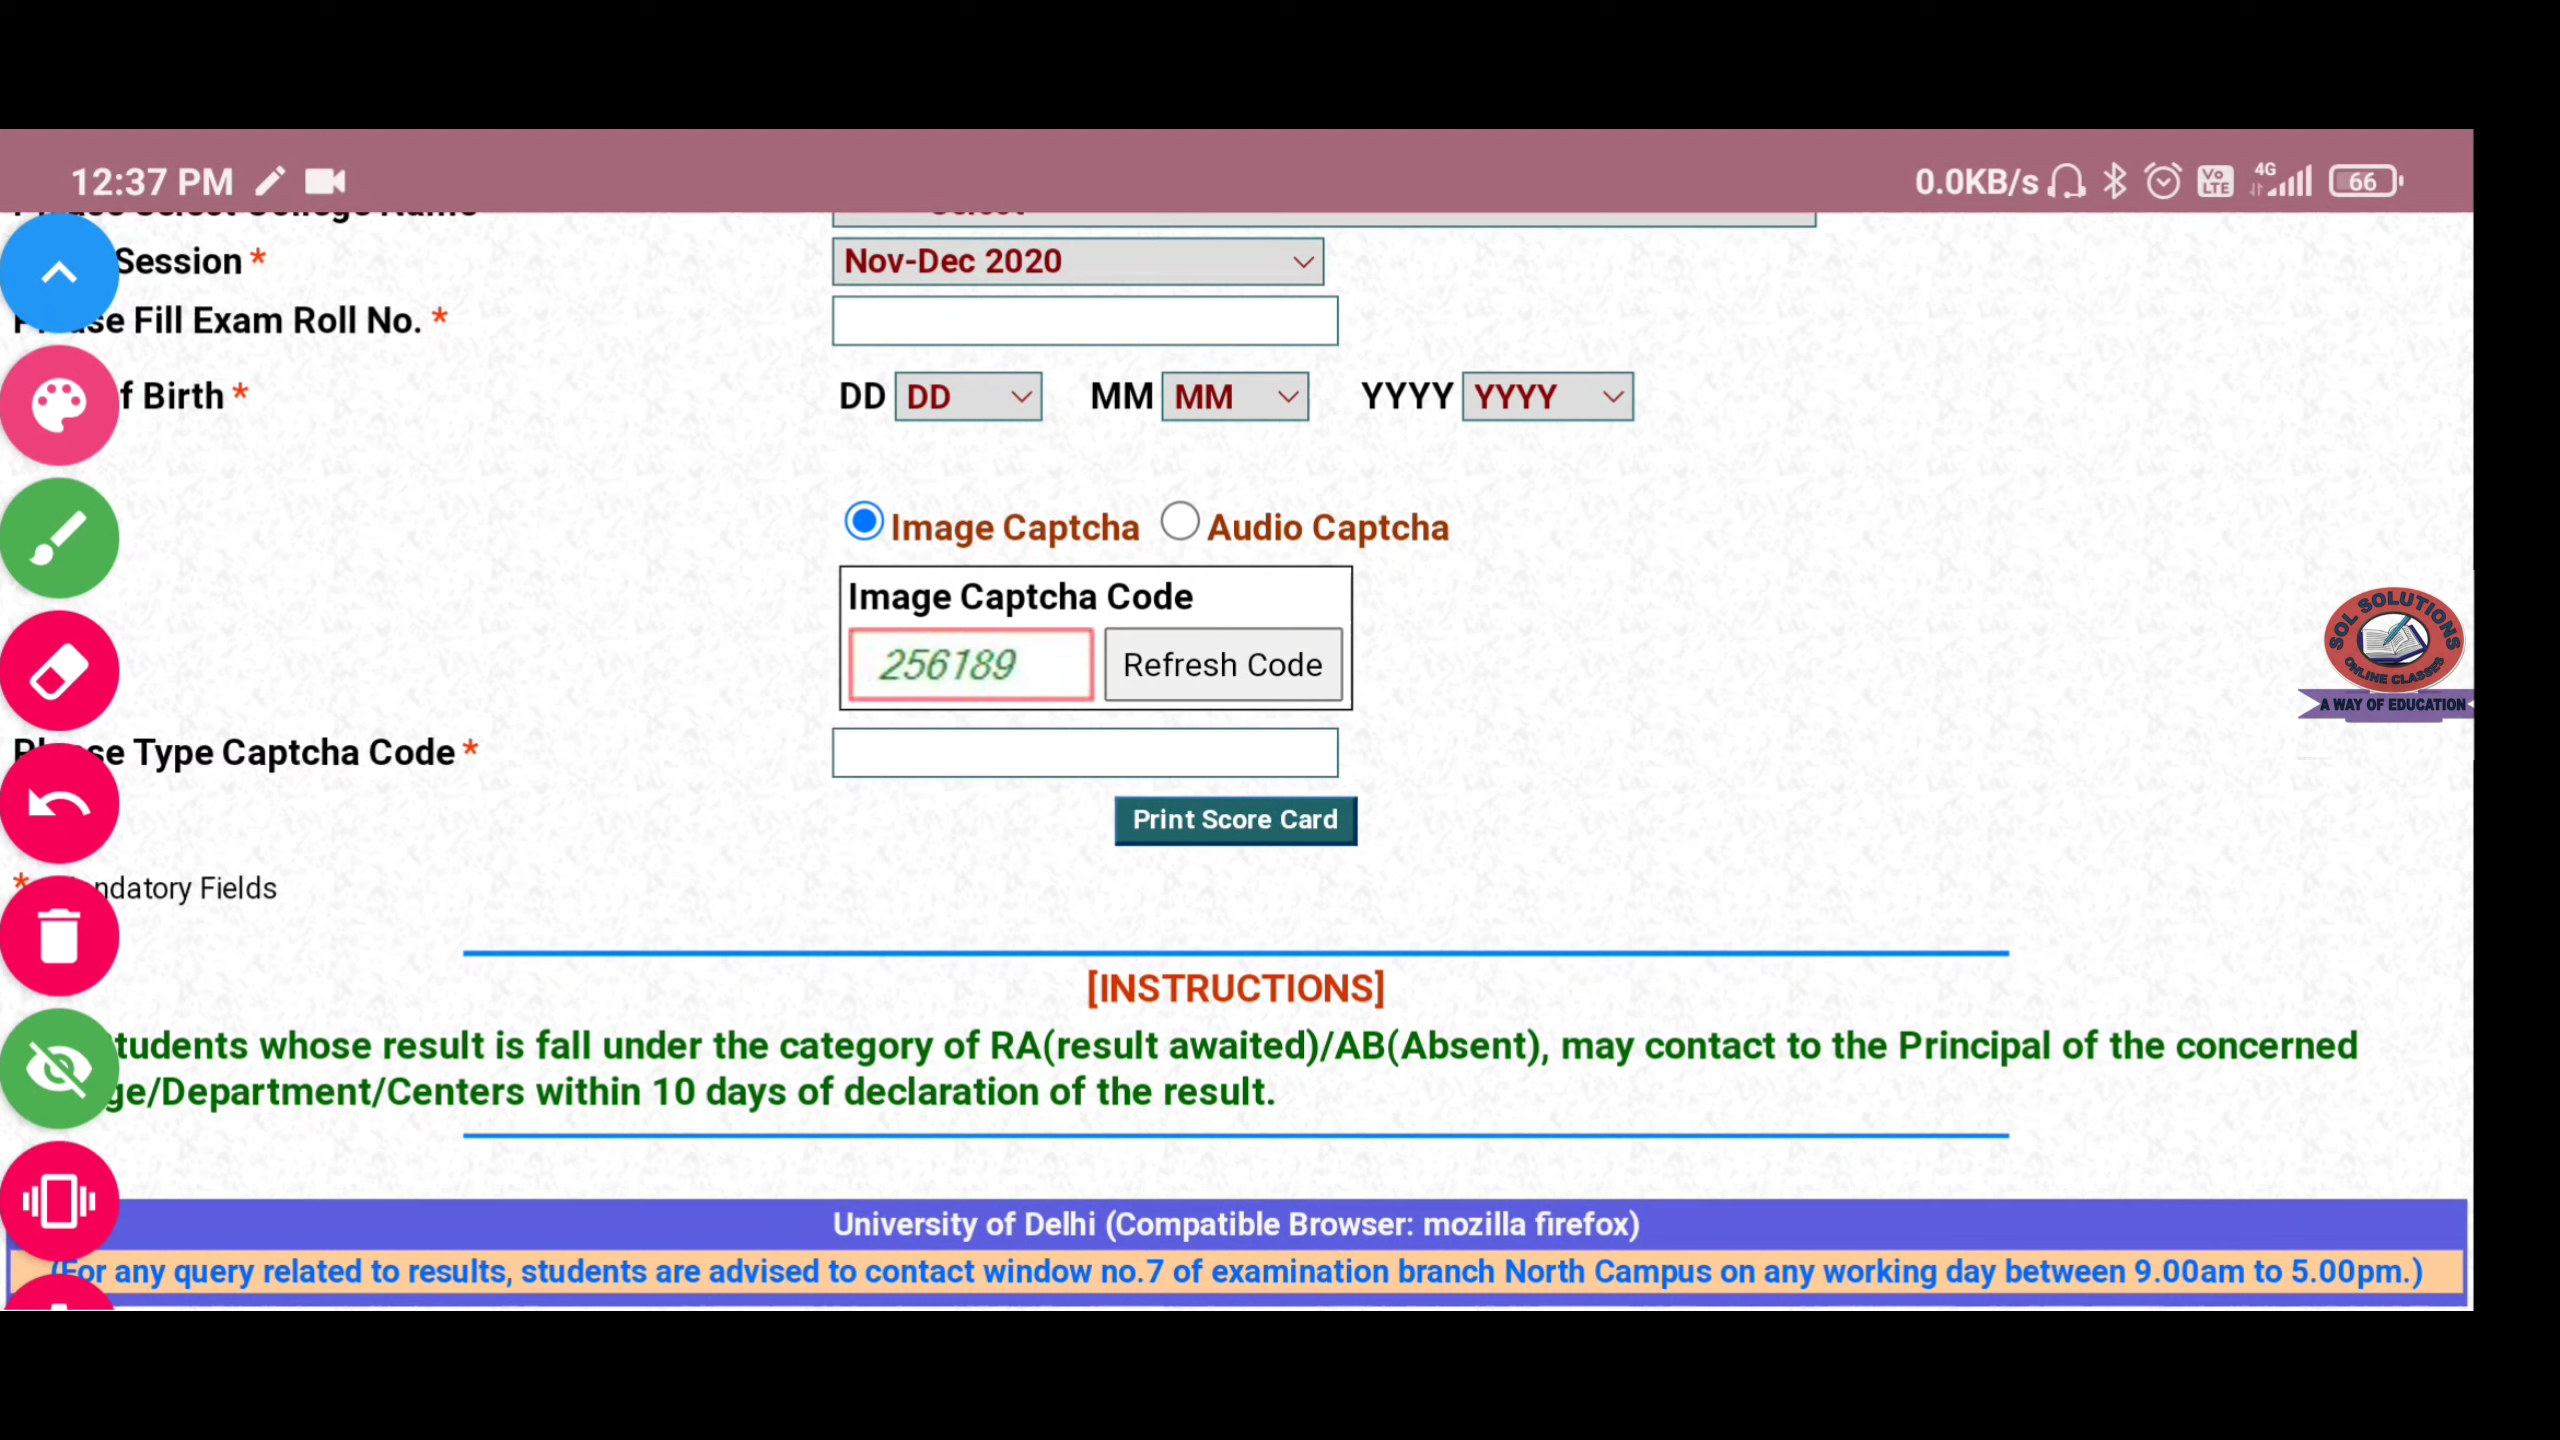 12:37 PM 0.0KB/s Vo LTE 4G 66
Session * Nov-Dec 2020
Fill Exam Roll No. *
f Birth * DD DD MM MM YYYY YYYY
Image Captcha Audio Captcha
Image Captcha Code
256189 Refresh Code
SOL SOLUTIONS
ONLINE CLASSES
A WAY OF EDUCATION
se Type Captcha Code *
Print Score Card
* ndatory Fields
[INSTRUCTIONS]
tudents whose result is fall under the category of RA(result awaited)/AB(Absent), may contact to the Principal of the concerned
ge/Department/Centers within 10 days of declaration of the result.
University of Delhi (Compatible Browser: mozilla firefox)
(For any query related to results, students are advised to contact window no.7 of examination branch North Campus on any working day between 9.00am to 5.00pm.)